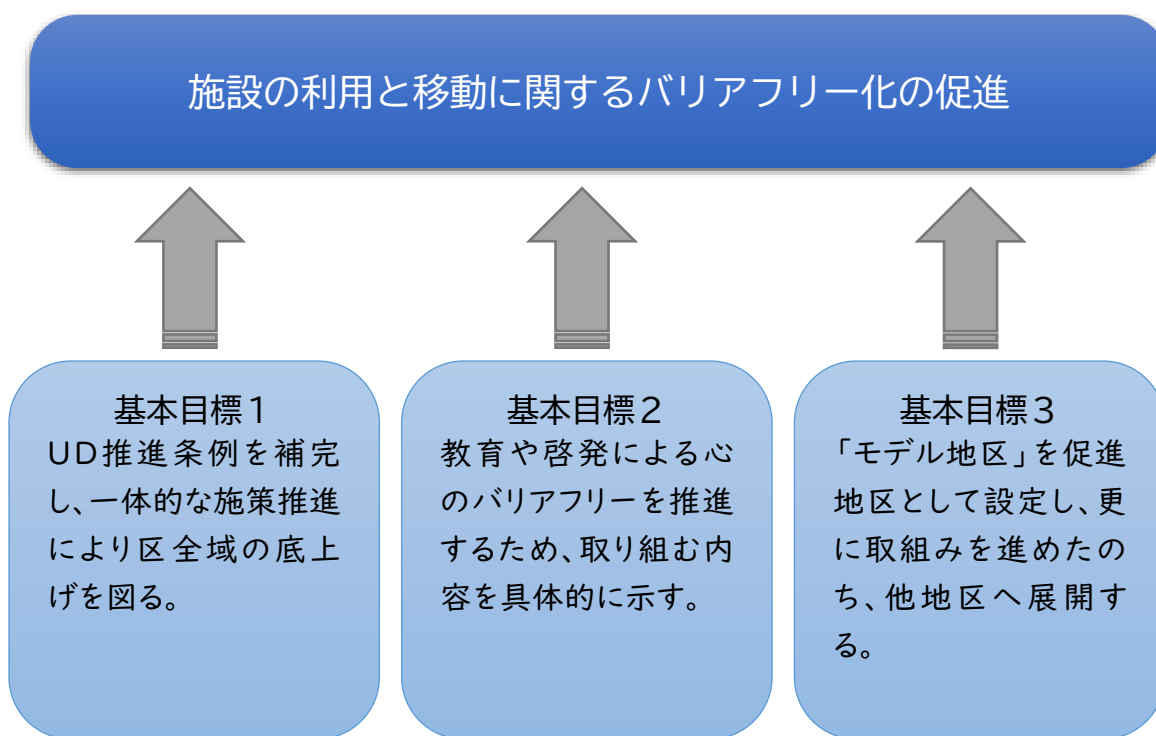 施設の利用と移動に関するバリアフリー化の促進
基本目標１
UD推進条例を補完
し、一体的な施策推進
により区全域の底上
げを図る。
基本目標２
教育や啓発による心
のバリアフリーを推進
するため、取り組む内
容を具体的に示す。
基本目標３
「モデル地区」を促進
地区として設定し、更
に取組みを進めたの
ち、他地区へ展開す
る。